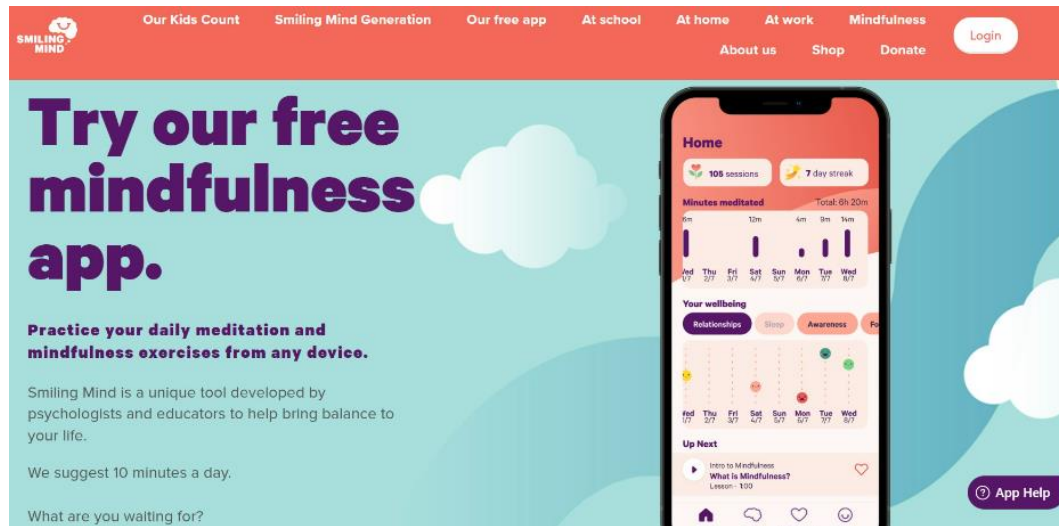 SMILING
MIND
Our Kids Count Smiling Mind Generation Our free app At school At home At work Mindfulness
About us Shop Donate
Login
Try our free
mindfulness
app.
Practice your daily meditation and
mindfulness exercises from any device.
Smiling Mind is a unique tool developed by
psychologists and educators to help bring balance to
your life.
We suggest 10 minutes a day.
What are you waiting for?
Home
105 sessions 7 day streak
Minutes meditated Total: 6h 20m
6m 12m 4m 9m 14m
Thu Fri Sat Sun Mon Tue Wed
2/7 3/7 4/7 5/7 6/7 7/7 8/7
Your wellbeing
Relationships Sleep Awareness Fo
Thu Fri Sat Sun Mon Tue Wed
2/7 3/7 4/7 5/7 6/7 7/7 8/7
Up Next
Intro to Mindfulness
What is Mindfulness?
Lesson · 1:00
App Help